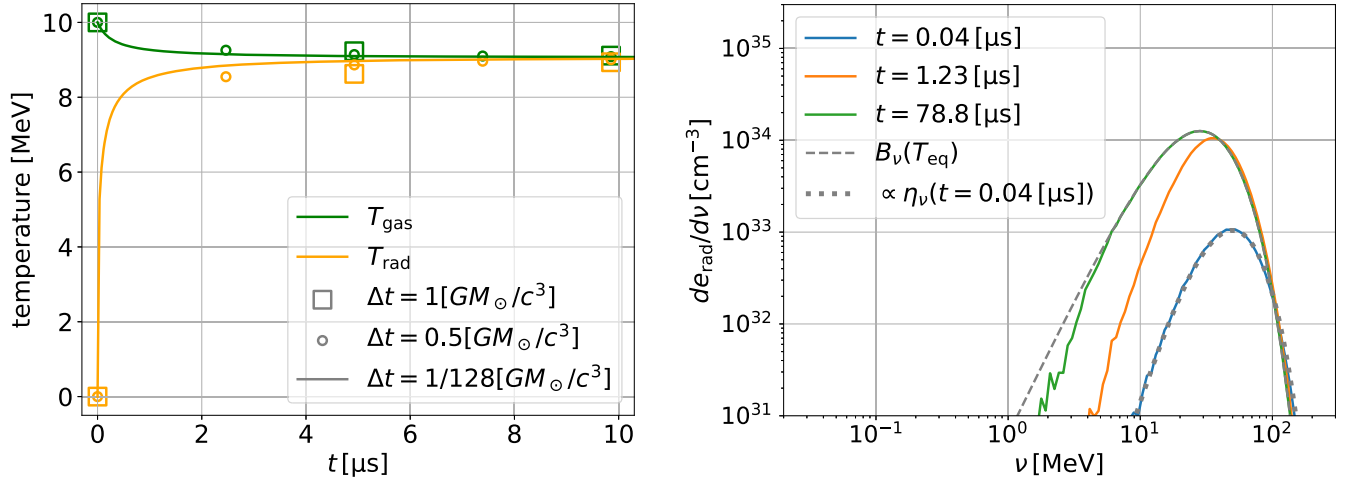 temperature [MeV]
10
8
6
4
2
0
T_gas
T_rad
Δt = 1[GM_⊙/c^3]
Δt = 0.5[GM_⊙/c^3]
Δt = 1/128[GM_⊙/c^3]
0 2 4 6 8 10
t [μs]
de_rad/dν [cm^−3]
10^35
10^34
10^33
10^32
10^31
t = 0.04 [μs]
t = 1.23 [μs]
t = 78.8 [μs]
B_ν(T_eq)
∝ η_ν(t = 0.04 [μs])
10^−1 10^0 10^1 10^2
ν [MeV]